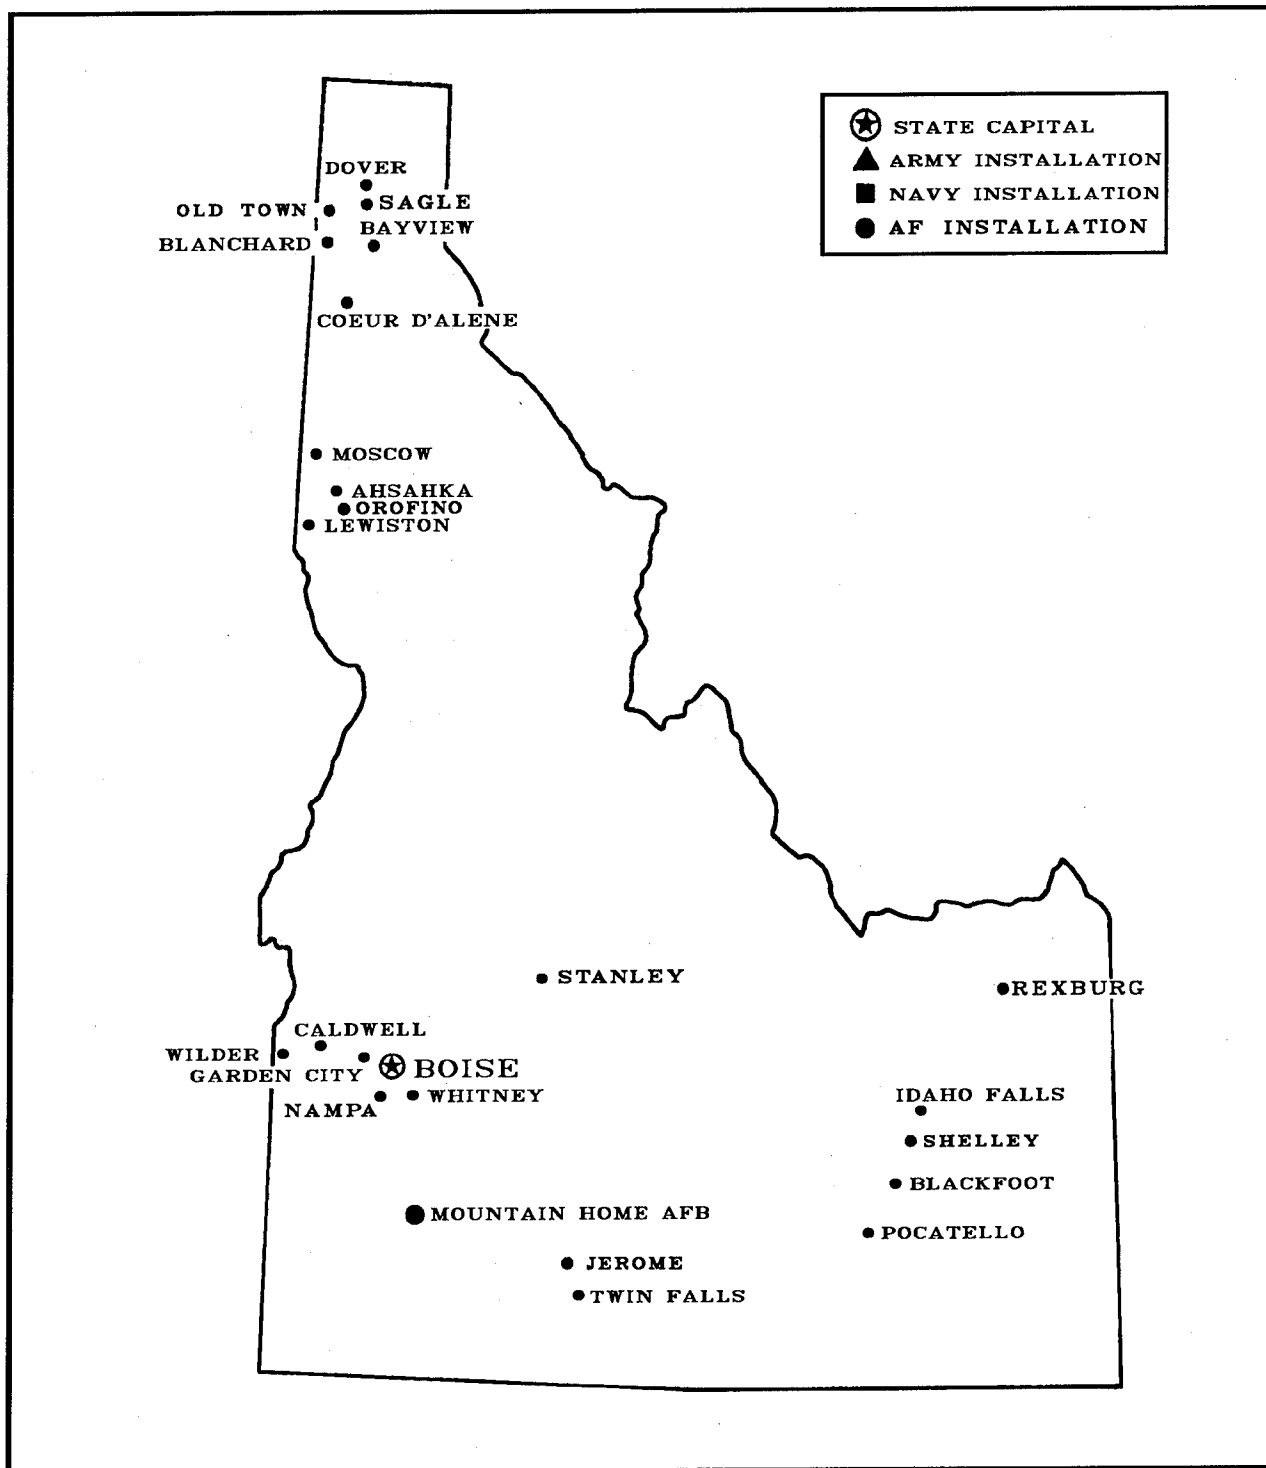 STATE CAPITAL
ARMY INSTALLATION
NAVY INSTALLATION
AF INSTALLATION
DOVER
SAGLE
OLD TOWN
BAYVIEW
BLANCHARD
COEUR D'ALENE
MOSCOW
AHSAHKA
OROFINO
LEWISTON
STANLEY
REXBURG
CALDWELL
WILDER
GARDEN CITY
BOISE
NAMPA
WHITNEY
IDAHO FALLS
SHELLEY
BLACKFOOT
MOUNTAIN HOME AFB
POCATELLO
JEROME
TWIN FALLS